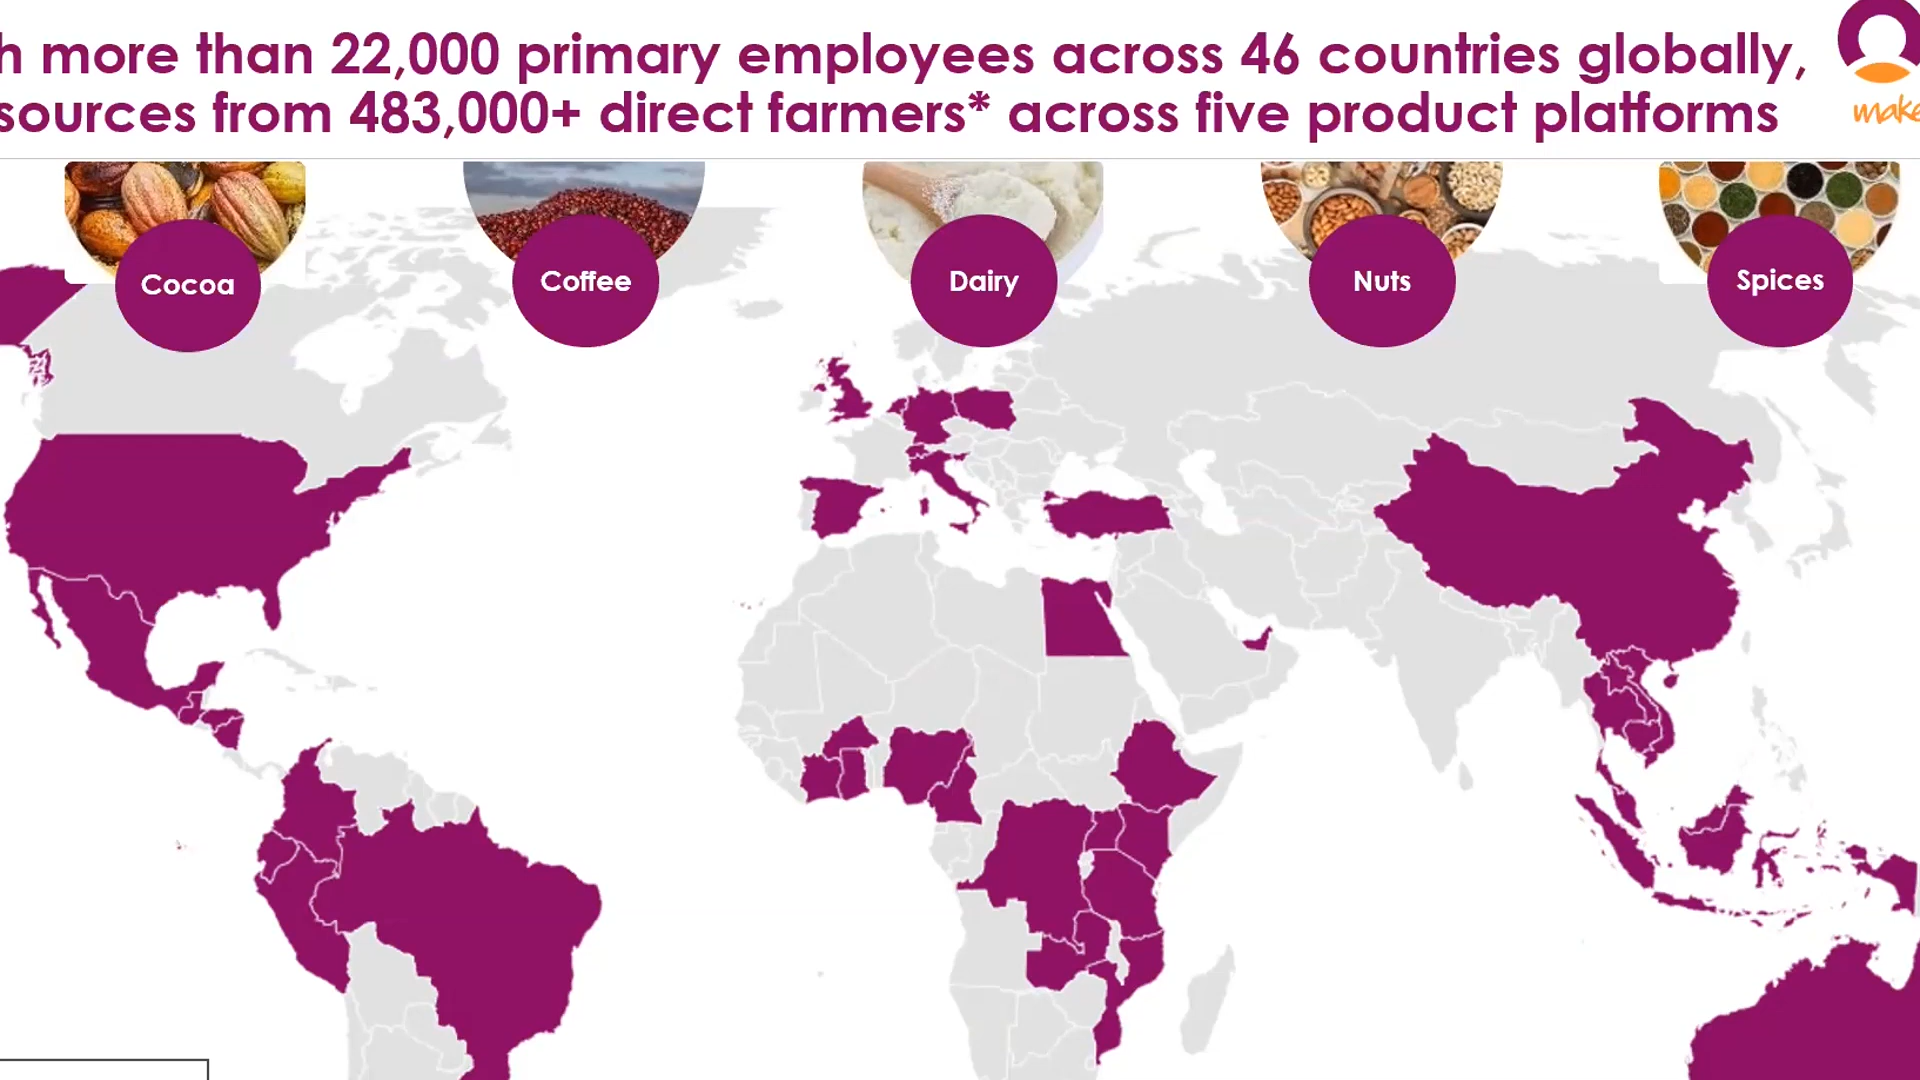 h more than 22,000 primary employees across 46 countries globally,
sources from 483,000+ direct farmers* across five product platforms
make
Cocoa
Coffee
Dairy
Nuts
Spices